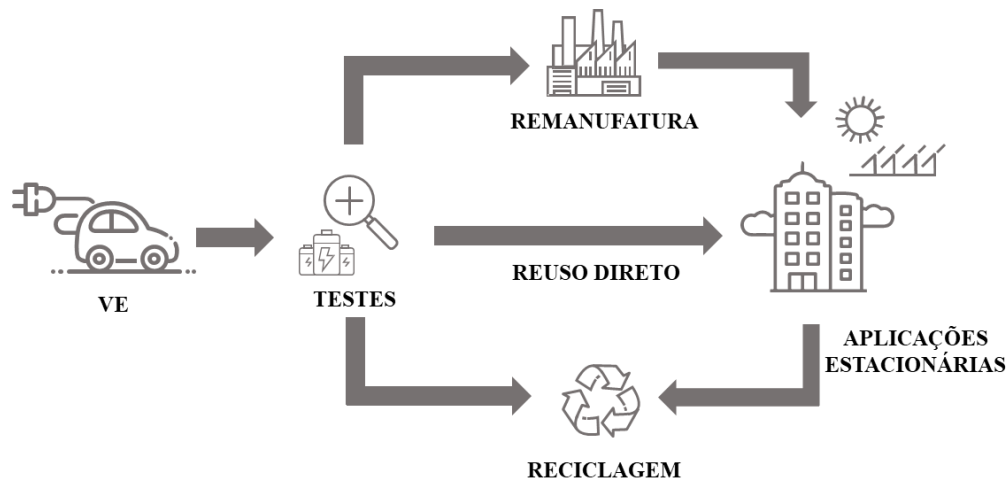 REMANUFATURA
VE
TESTES
REUSO DIRETO
APLICAÇÕES
ESTACIONÁRIAS
RECICLAGEM